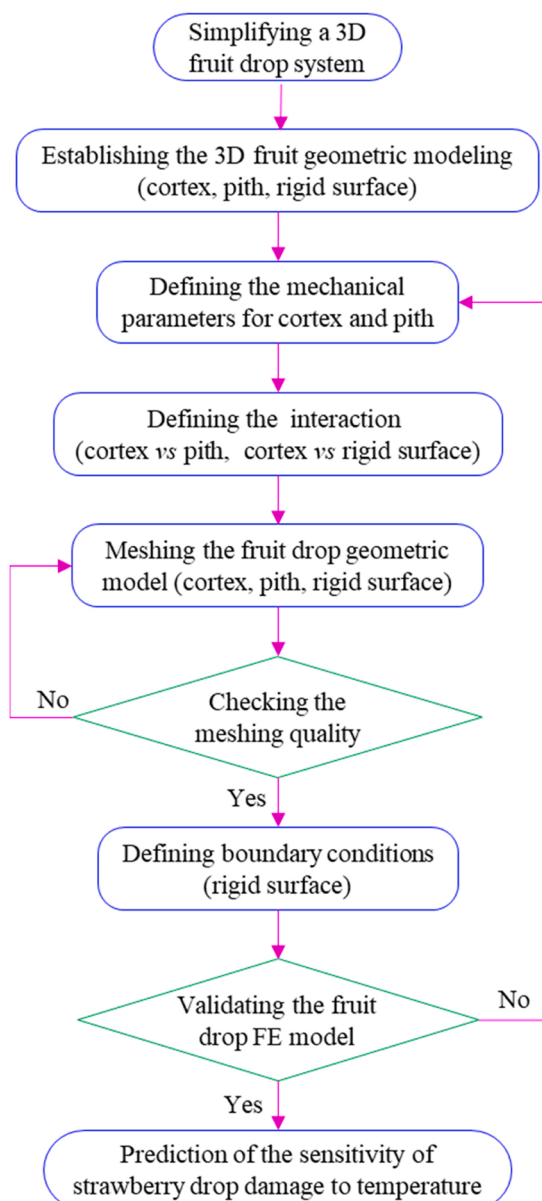 Simplifying a 3D
fruit drop system
Establishing the 3D fruit geometric modeling
(cortex, pith, rigid surface)
Defining the mechanical
parameters for cortex and pith
Defining the interaction
(cortex vs pith, cortex vs rigid surface)
Meshing the fruit drop geometric
model (cortex, pith, rigid surface)
No
Checking the
meshing quality
Yes
Defining boundary conditions
(rigid surface)
Validating the fruit
drop FE model
No
Yes
Prediction of the sensitivity of
strawberry drop damage to temperature